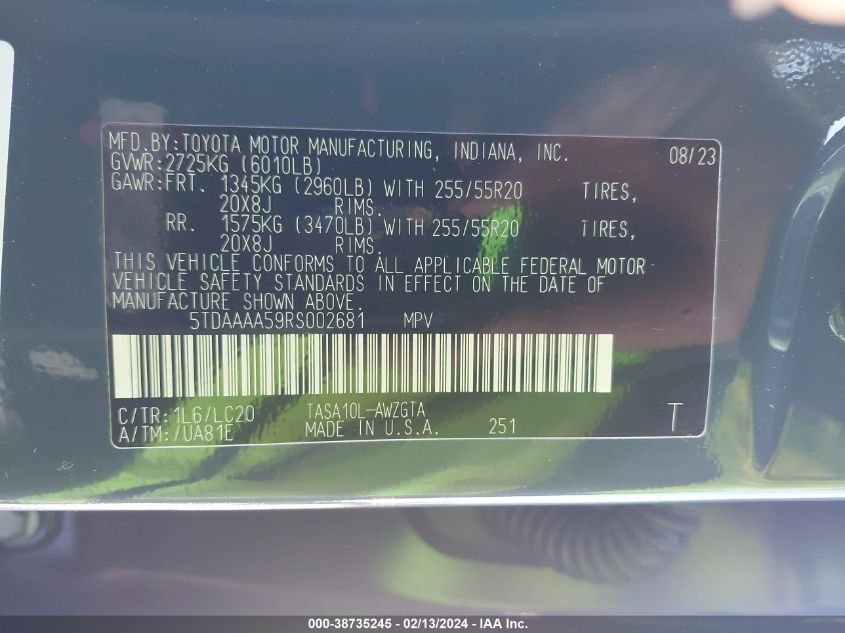 MFD.BY:TOYOTA MOTOR MANUFACTURING, INDIANA, INC. 08/23
GVWR:2725KG (6010LB)
GAWR:FRT. 1345KG (2960LB) WITH 255/55R20 TIRES,
20X8J RIMS.
RR. 1575KG (3470LB) WITH 255/55R20 TIRES,
20X8J RIMS.
THIS VEHICLE CONFORMS TO ALL APPLICABLE FEDERAL MOTOR
VEHICLE SAFETY STANDARDS IN EFFECT ON THE DATE OF
MANUFACTURE SHOWN ABOVE.
5TDAAAA59RS002681 MPV
C/TR:1L6/LC20 TASA10L-AWZGTA
A/TM:/UA81E MADE IN U.S.A. 251 T
000-38735245 - 02/13/2024 - IAA Inc.